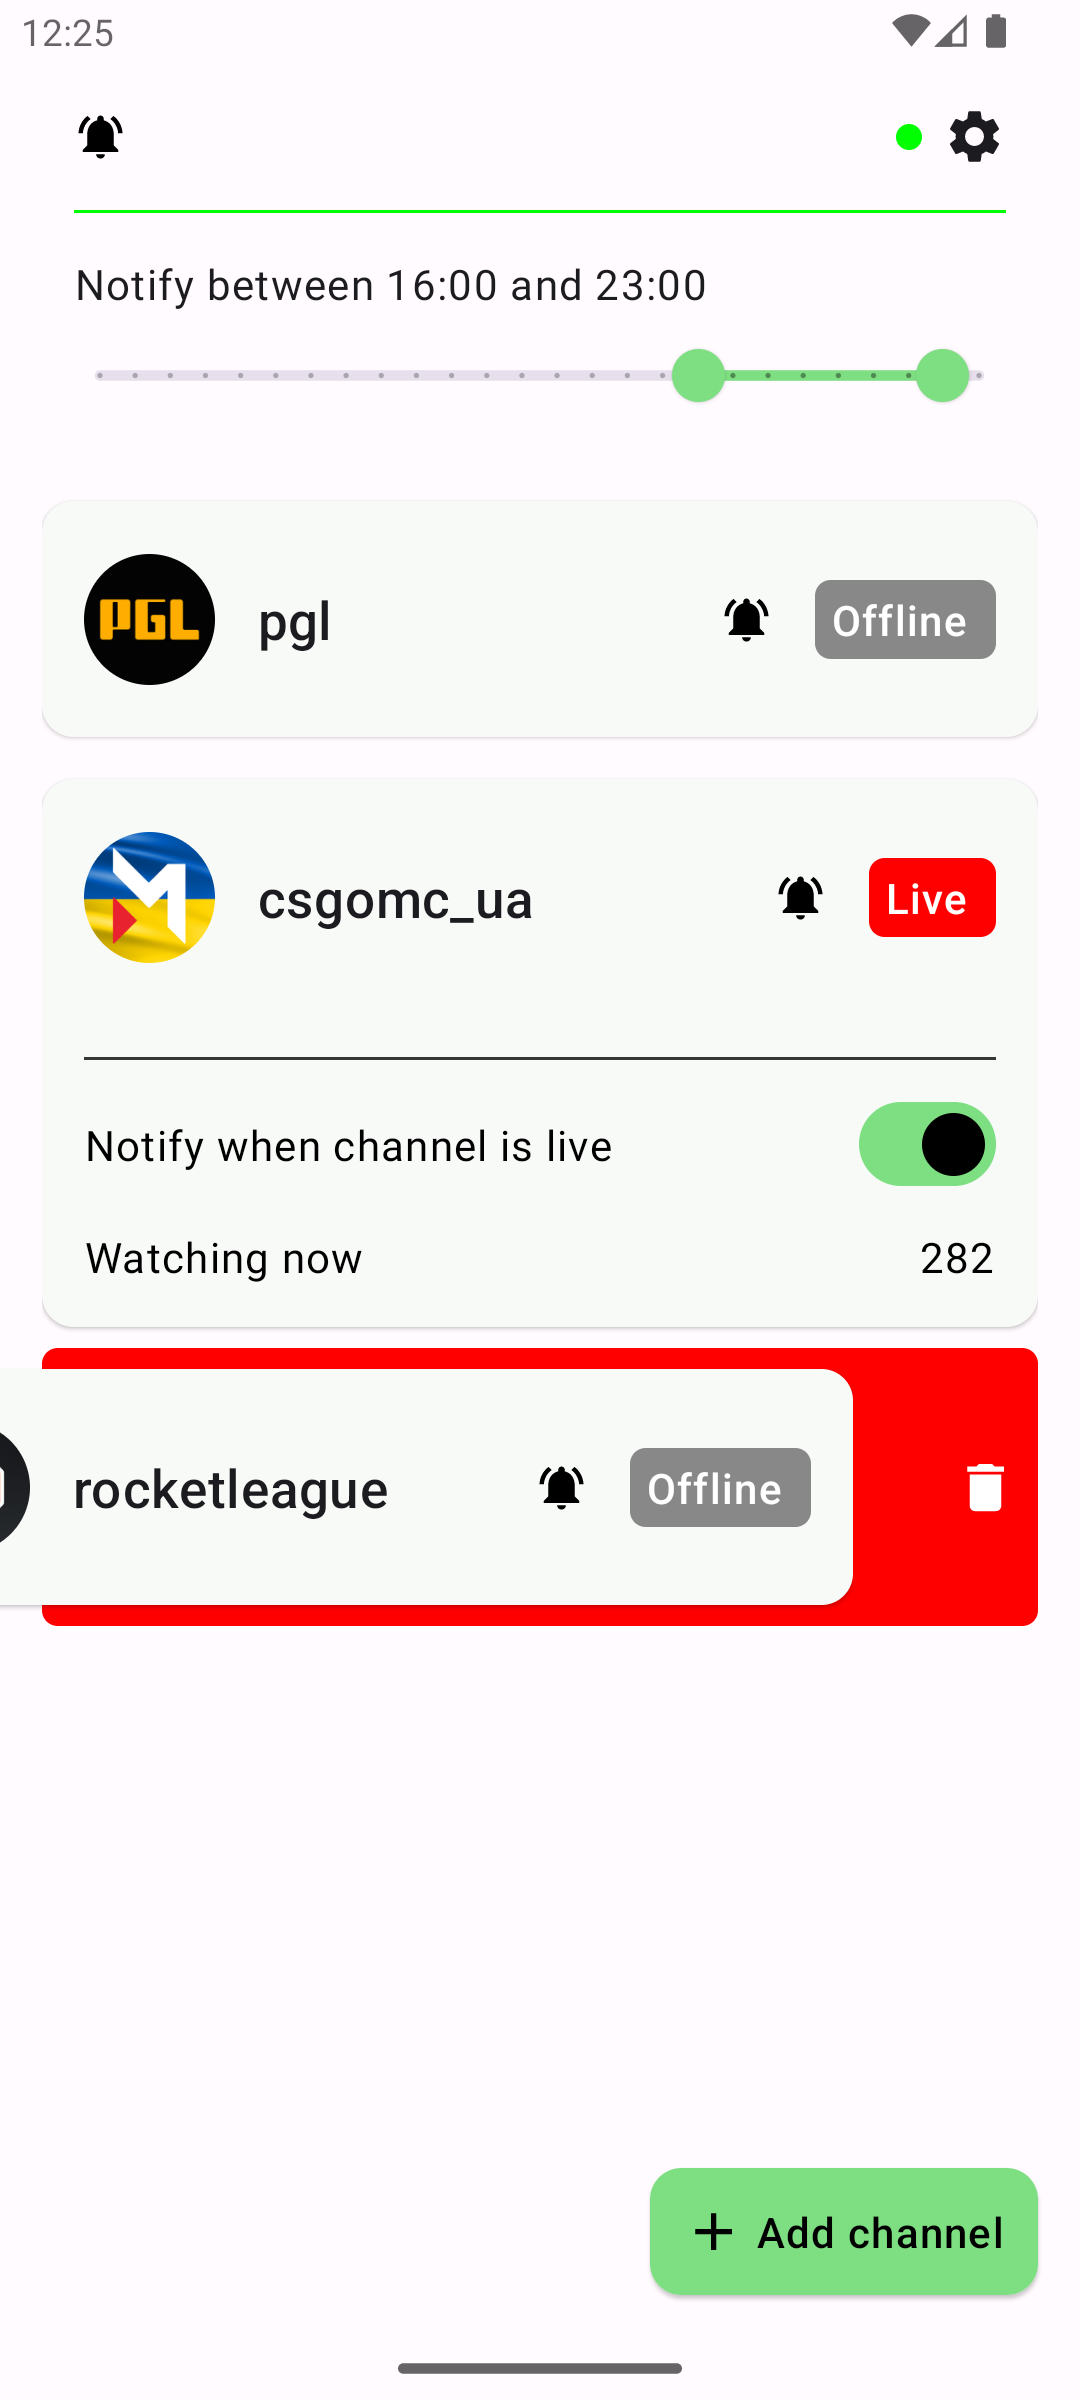 12:25
Notify between 16:00 and 23:00
PGL
pgl
Offline
csgomc_ua
Live
Notify when channel is live
Watching now 282
rocketleague
Offline
Add channel